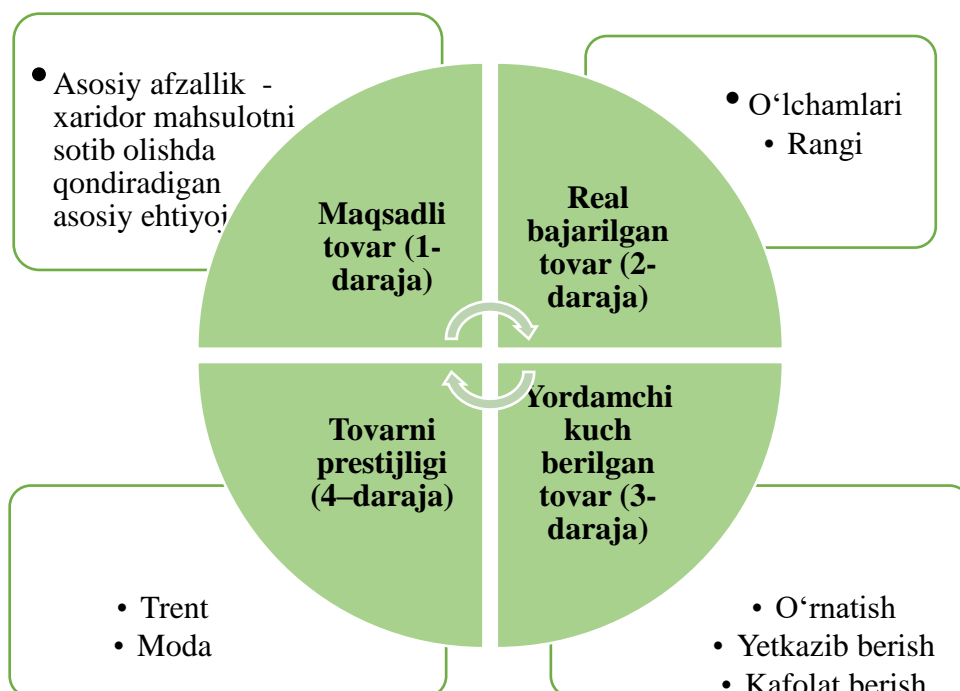 • Asosiy afzallik -
xaridor mahsulotni
sotib olishda
qondiradigan
asosiy ehtiyoj
• O‘lchamlari
• Rangi
Maqsadli
tovar (1-
daraja)
Real
bajarilgan
tovar (2-
daraja)
Tovarni
prestijligi
(4–daraja)
Yordamchi
kuch
berilgan
tovar (3-
daraja)
• Trent
• Moda
• O‘rnatish
• Yetkazib berish
• Kafolat berish